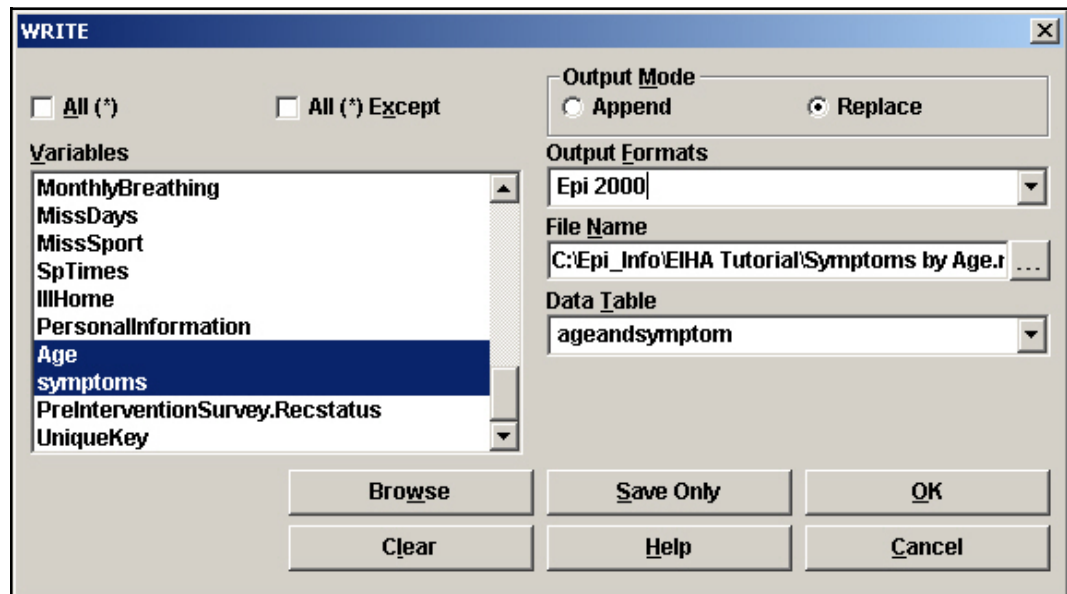 WRITE
All (*)
All (*) Except
Output Mode
Append
Replace
Variables
MonthlyBreathing
MissDays
MissSport
SpTimes
IllHome
PersonalInformation
Age
symptoms
PreInterventionSurvey.Recstatus
UniqueKey
Output Formats
Epi 2000
File Name
C:\Epi_Info\EIHA Tutorial\Symptoms by Age.
...
Data Table
ageandsymptom
Browse
Save Only
OK
Clear
Help
Cancel